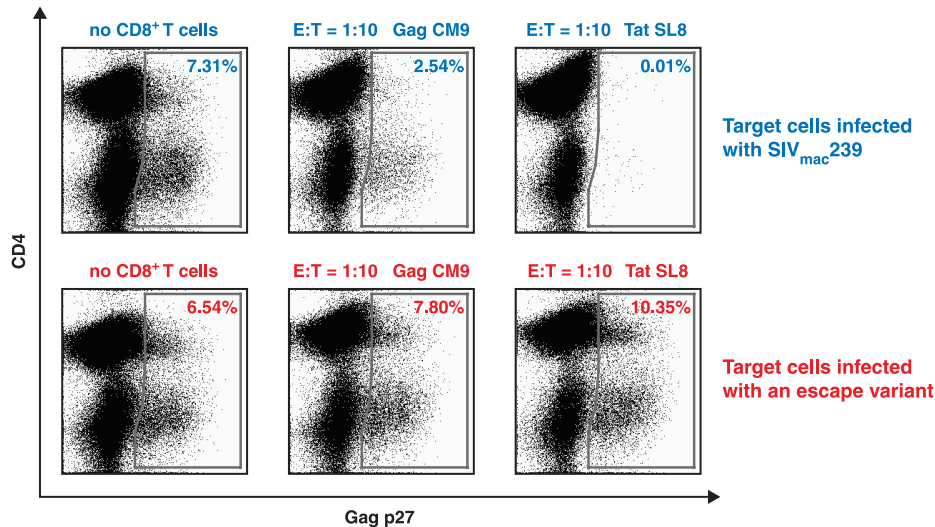 no CD8⁺ T cells
E:T = 1:10 Gag CM9
E:T = 1:10 Tat SL8
7.31%
2.54%
0.01%
Target cells infected
with SIVmac239
CD4
no CD8⁺ T cells
E:T = 1:10 Gag CM9
E:T = 1:10 Tat SL8
6.54%
7.80%
10.35%
Target cells infected
with an escape variant
Gag p27